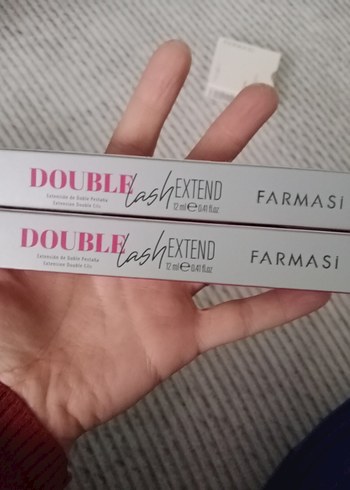 DOUBLE lash EXTEND FARMASi
Extensión de Doble Pestaña
Extension Double Cils
12 ml ℮ 0.41 fl.oz
DOUBLE lash EXTEND FARMASi
Extensión de Doble Pestaña
Extension Double Cils
12 ml ℮ 0.41 fl.oz